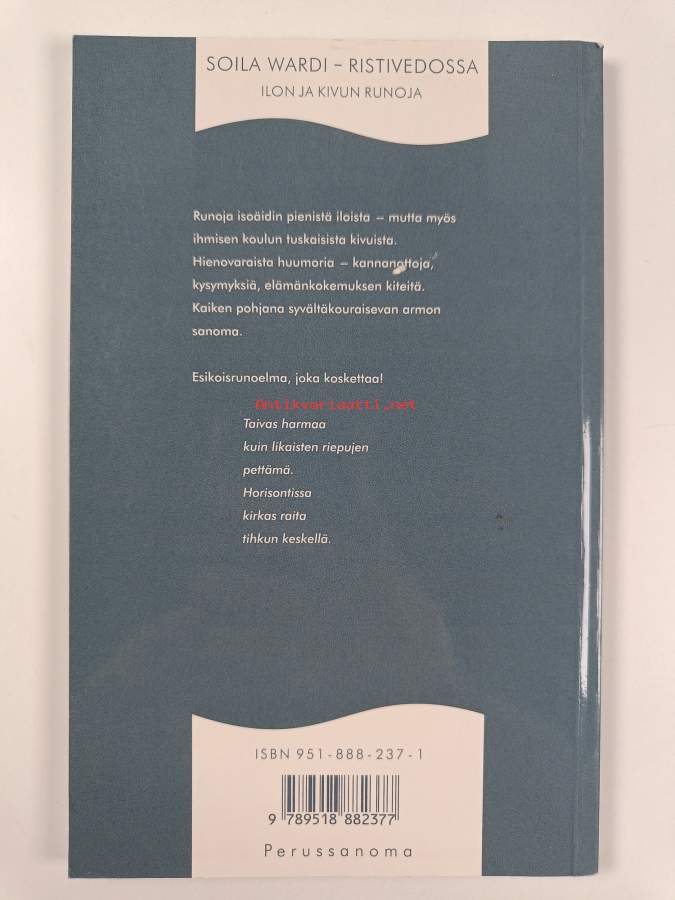 SOILA WARDI – RISTIVEDOSSA
ILON JA KIVUN RUNOJA
Runoja isoäidin pienistä iloista – mutta myös
ihmisen koulun tuskaisista kivuista.
Hienovaraista huumoria – kannanottoja,
kysymyksiä, elämänkokemuksen kiteitä.
Kaiken pohjana syvältäkouraisevan armon
sanoma.
Esikoisrunoelma, joka koskettaa!
Antikvariaatti.net
Taivas harmaa
kuin likaisten riepujen
pettämä.
Horisontissa
kirkas raita
tihkun keskellä.
ISBN 951-888-237-1
9 789518 882377
Perussanoma